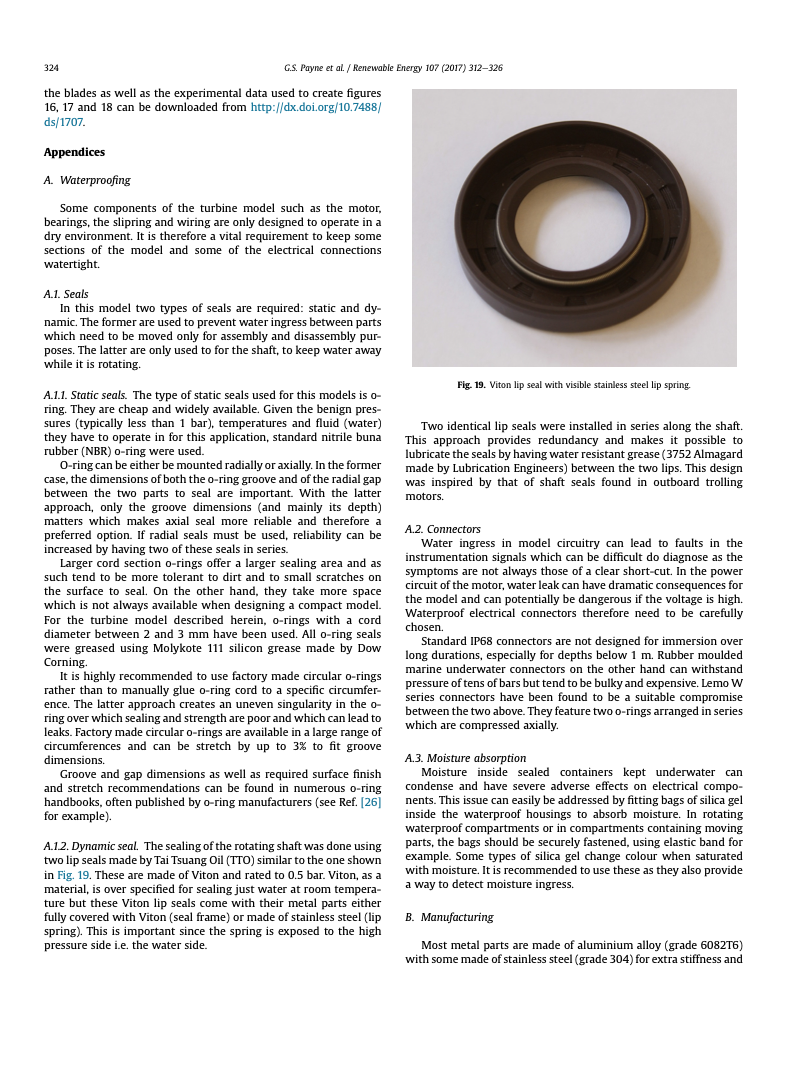 324
G.S. Payne et al. / Renewable Energy 107 (2017) 312–326
the blades as well as the experimental data used to create figures
16, 17 and 18 can be downloaded from http://dx.doi.org/10.7488/
ds/1707.
Appendices
A. Waterproofing
Some components of the turbine model such as the motor,
bearings, the slipring and wiring are only designed to operate in a
dry environment. It is therefore a vital requirement to keep some
sections of the model and some of the electrical connections
watertight.
A.1. Seals
In this model two types of seals are required: static and dy-
namic. The former are used to prevent water ingress between parts
which need to be moved only for assembly and disassembly pur-
poses. The latter are only used to for the shaft, to keep water away
while it is rotating.
A.1.1. Static seals. The type of static seals used for this models is o-
ring. They are cheap and widely available. Given the benign pres-
sures (typically less than 1 bar), temperatures and fluid (water)
they have to operate in for this application, standard nitrile buna
rubber (NBR) o-ring were used.
O-ring can be either be mounted radially or axially. In the former
case, the dimensions of both the o-ring groove and of the radial gap
between the two parts to seal are important. With the latter
approach, only the groove dimensions (and mainly its depth)
matters which makes axial seal more reliable and therefore a
preferred option. If radial seals must be used, reliability can be
increased by having two of these seals in series.
Larger cord section o-rings offer a larger sealing area and as
such tend to be more tolerant to dirt and to small scratches on
the surface to seal. On the other hand, they take more space
which is not always available when designing a compact model.
For the turbine model described herein, o-rings with a cord
diameter between 2 and 3 mm have been used. All o-ring seals
were greased using Molykote 111 silicon grease made by Dow
Corning.
It is highly recommended to use factory made circular o-rings
rather than to manually glue o-ring cord to a specific circumfer-
ence. The latter approach creates an uneven singularity in the o-
ring over which sealing and strength are poor and which can lead to
leaks. Factory made circular o-rings are available in a large range of
circumferences and can be stretch by up to 3% to fit groove
dimensions.
Groove and gap dimensions as well as required surface finish
and stretch recommendations can be found in numerous o-ring
handbooks, often published by o-ring manufacturers (see Ref. [26]
for example).
A.1.2. Dynamic seal. The sealing of the rotating shaft was done using
two lip seals made by Tai Tsuang Oil (TTO) similar to the one shown
in Fig. 19. These are made of Viton and rated to 0.5 bar. Viton, as a
material, is over specified for sealing just water at room tempera-
ture but these Viton lip seals come with their metal parts either
fully covered with Viton (seal frame) or made of stainless steel (lip
spring). This is important since the spring is exposed to the high
pressure side i.e. the water side.
Fig. 19. Viton lip seal with visible stainless steel lip spring.
Two identical lip seals were installed in series along the shaft.
This approach provides redundancy and makes it possible to
lubricate the seals by having water resistant grease (3752 Almagard
made by Lubrication Engineers) between the two lips. This design
was inspired by that of shaft seals found in outboard trolling
motors.
A.2. Connectors
Water ingress in model circuitry can lead to faults in the
instrumentation signals which can be difficult do diagnose as the
symptoms are not always those of a clear short-cut. In the power
circuit of the motor, water leak can have dramatic consequences for
the model and can potentially be dangerous if the voltage is high.
Waterproof electrical connectors therefore need to be carefully
chosen.
Standard IP68 connectors are not designed for immersion over
long durations, especially for depths below 1 m. Rubber moulded
marine underwater connectors on the other hand can withstand
pressure of tens of bars but tend to be bulky and expensive. Lemo W
series connectors have been found to be a suitable compromise
between the two above. They feature two o-rings arranged in series
which are compressed axially.
A.3. Moisture absorption
Moisture inside sealed containers kept underwater can
condense and have severe adverse effects on electrical compo-
nents. This issue can easily be addressed by fitting bags of silica gel
inside the waterproof housings to absorb moisture. In rotating
waterproof compartments or in compartments containing moving
parts, the bags should be securely fastened, using elastic band for
example. Some types of silica gel change colour when saturated
with moisture. It is recommended to use these as they also provide
a way to detect moisture ingress.
B. Manufacturing
Most metal parts are made of aluminium alloy (grade 6082T6)
with some made of stainless steel (grade 304) for extra stiffness and